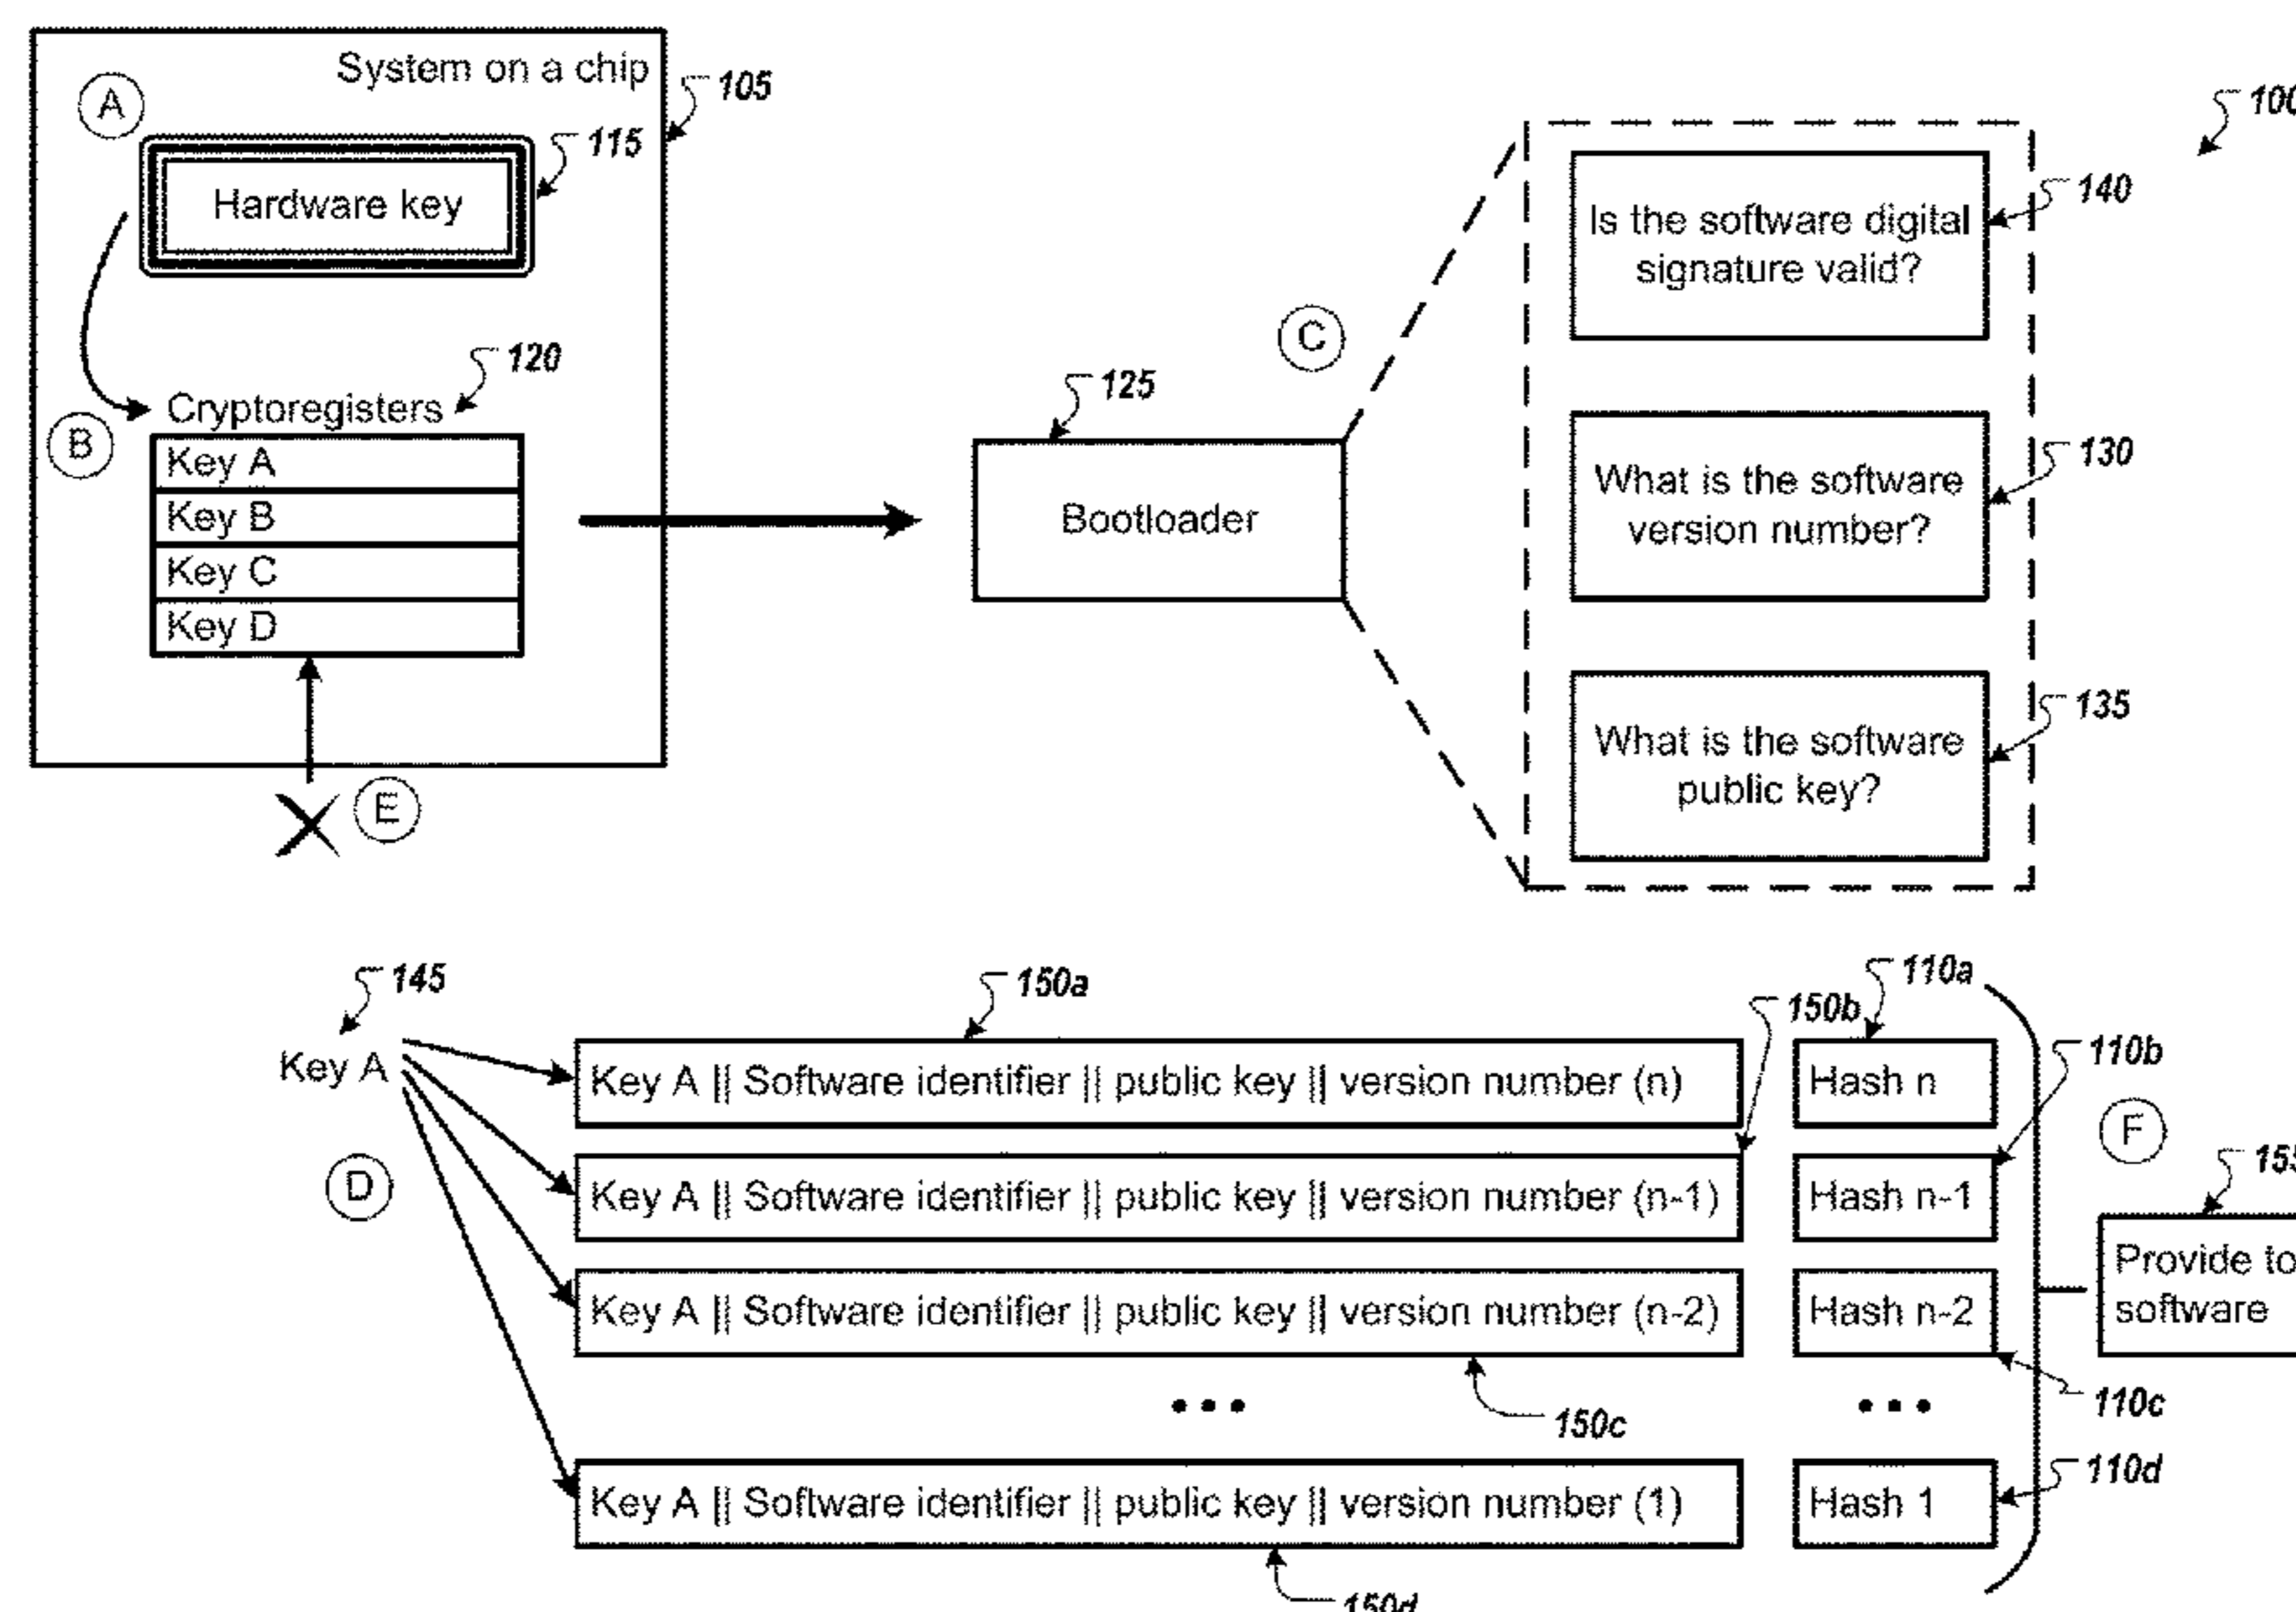 System on a chip
105
A
115
Hardware key
120
Cryptoregisters
B
Key A
Key B
Key C
Key D
E
125
Bootloader
C
100
140
Is the software digital
signature valid?
130
What is the software
version number?
135
What is the software
public key?
145
Key A
D
150a
Key A || Software identifier || public key || version number (n)
150b
Key A || Software identifier || public key || version number (n-1)
Key A || Software identifier || public key || version number (n-2)
150c
Key A || Software identifier || public key || version number (1)
150d
110a
Hash n
110b
Hash n-1
Hash n-2
110c
Hash 1
110d
F
155
Provide to
software